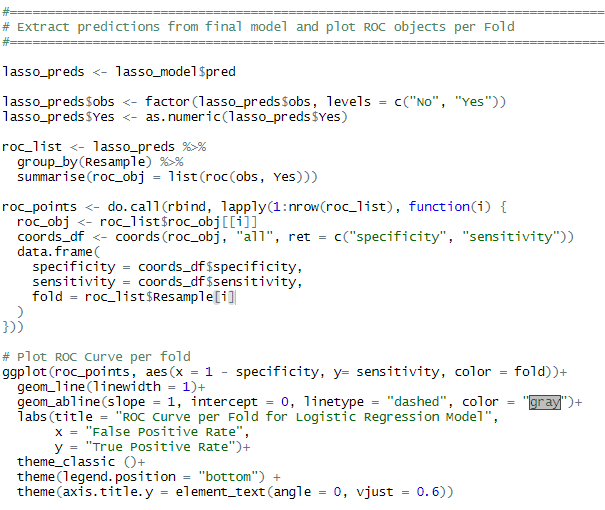 #===============================================================================
# Extract predictions from final model and plot ROC objects per Fold
#===============================================================================
lasso_preds <- lasso_model$pred
lasso_preds$obs <- factor(lasso_preds$obs, levels = c("No", "Yes"))
lasso_preds$Yes <- as.numeric(lasso_preds$Yes)
roc_list <- lasso_preds %>%
  group_by(Resample) %>%
  summarise(roc_obj = list(roc(obs, Yes)))
roc_points <- do.call(rbind, lapply(1:nrow(roc_list), function(i) {
  roc_obj <- roc_list$roc_obj[[i]]
  coords_df <- coords(roc_obj, "all", ret = c("specificity", "sensitivity"))
  data.frame(
    specificity = coords_df$specificity,
    sensitivity = coords_df$sensitivity,
    fold = roc_list$Resample[i]
  )
}))
# Plot ROC Curve per fold
ggplot(roc_points, aes(x = 1 - specificity, y= sensitivity, color = fold))+
  geom_line(linewidth = 1)+
  geom_abline(slope = 1, intercept = 0, linetype = "dashed", color = "gray")+
  labs(title = "ROC Curve per Fold for Logistic Regression Model",
       x = "False Positive Rate",
       y = "True Positive Rate")+
  theme_classic ()+
  theme(legend.position = "bottom") +
  theme(axis.title.y = element_text(angle = 0, vjust = 0.6))